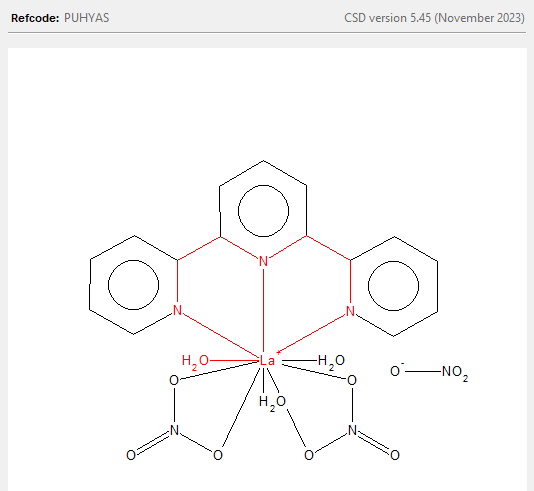 Refcode: PUHYAS CSD version 5.45 (November 2023)
N
N N
H2O La+ H2O
O O O- NO2
H2O
N N
O O O O